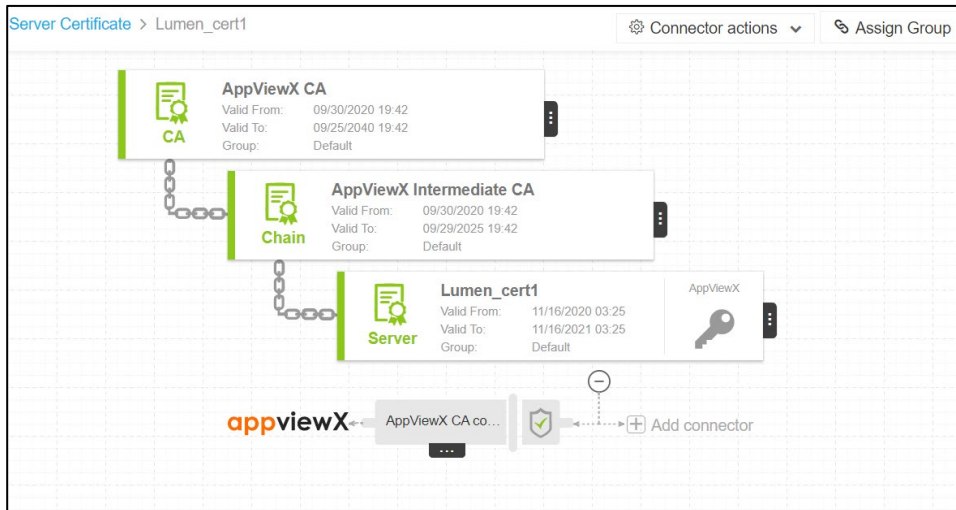 Server Certificate > Lumen_cert1
Connector actions
Assign Group
AppViewX CA
Valid From: 09/30/2020 19:42
Valid To: 09/25/2040 19:42
Group: Default
CA
AppViewX Intermediate CA
Valid From: 09/30/2020 19:42
Valid To: 09/29/2025 19:42
Group: Default
Chain
Lumen_cert1
Valid From: 11/16/2020 03:25
Valid To: 11/16/2021 03:25
Group: Default
Server
AppViewX
appviewX
AppViewX CA co...
Add connector